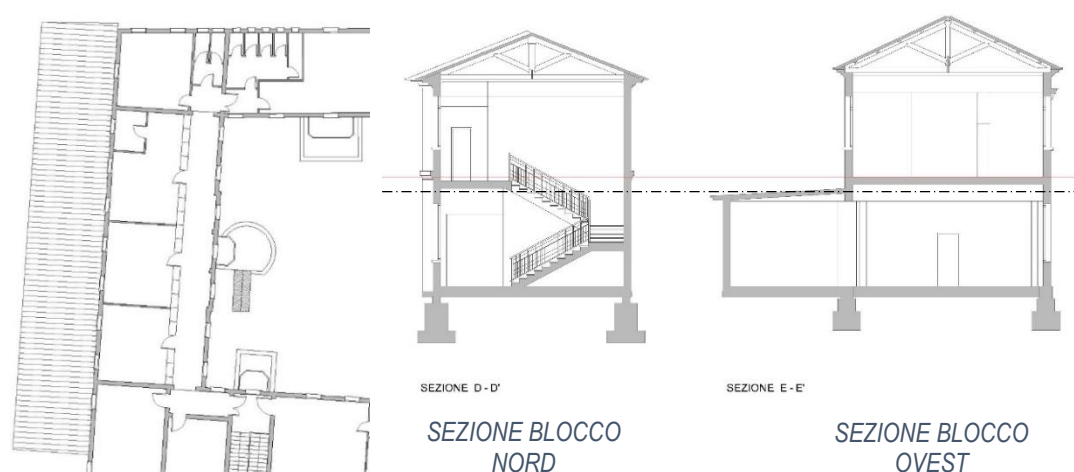 SEZIONE D - D'
SEZIONE E - E'
SEZIONE BLOCCO
NORD
SEZIONE BLOCCO
OVEST